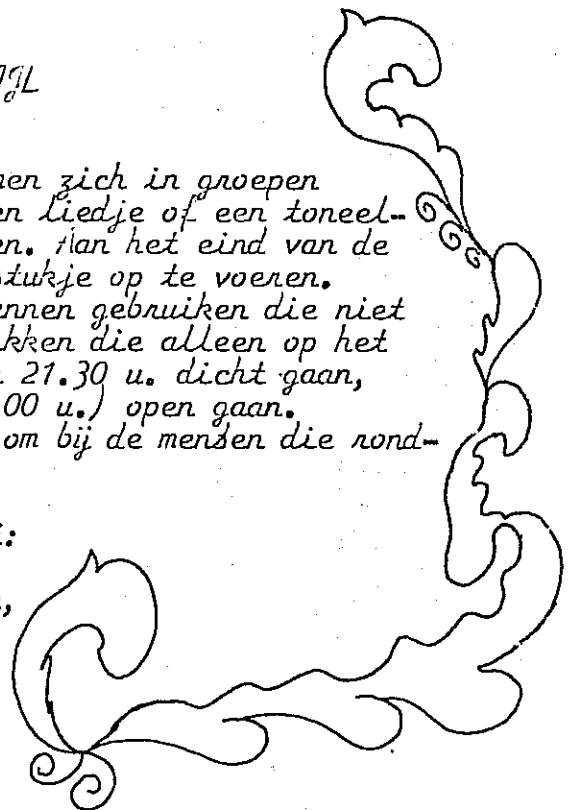 nen zich in groepen
en liedje of een toneel-
en. Aan het eind van de
stukje op te voeren.
ennen gebruiken die niet
kken die alleen op het
21.30 u. dicht gaan,
00 u.) open gaan.
om bij de mensen die rond-